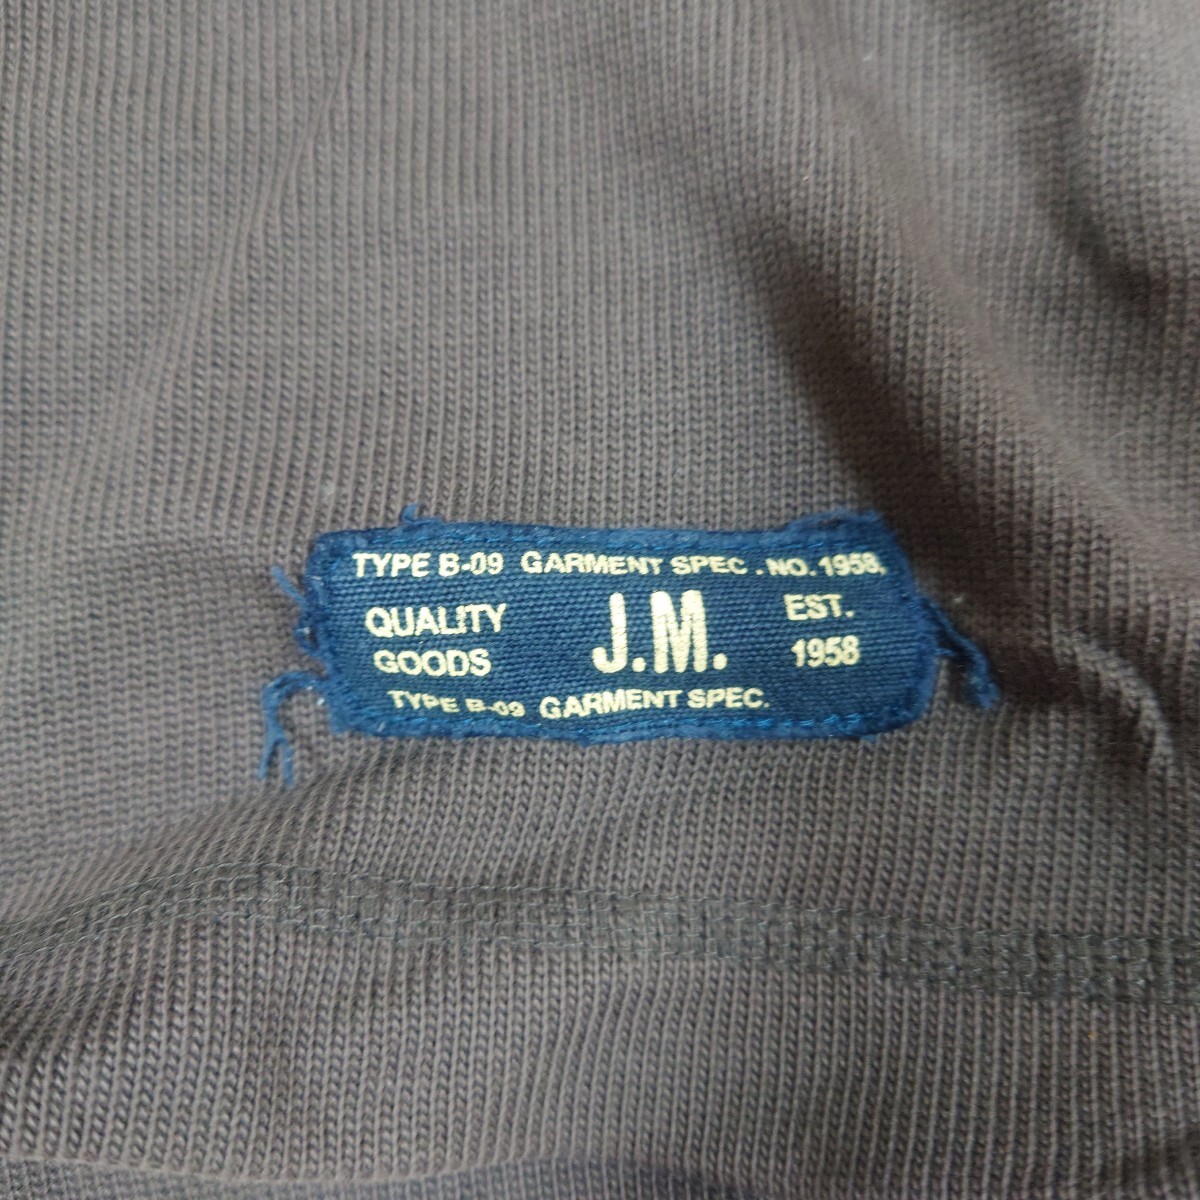 TYPE B-09 GARMENT SPEC . NO. 1958.
QUALITY
GOODS
J.M.
EST.
1958
TYPE B-09 GARMENT SPEC.